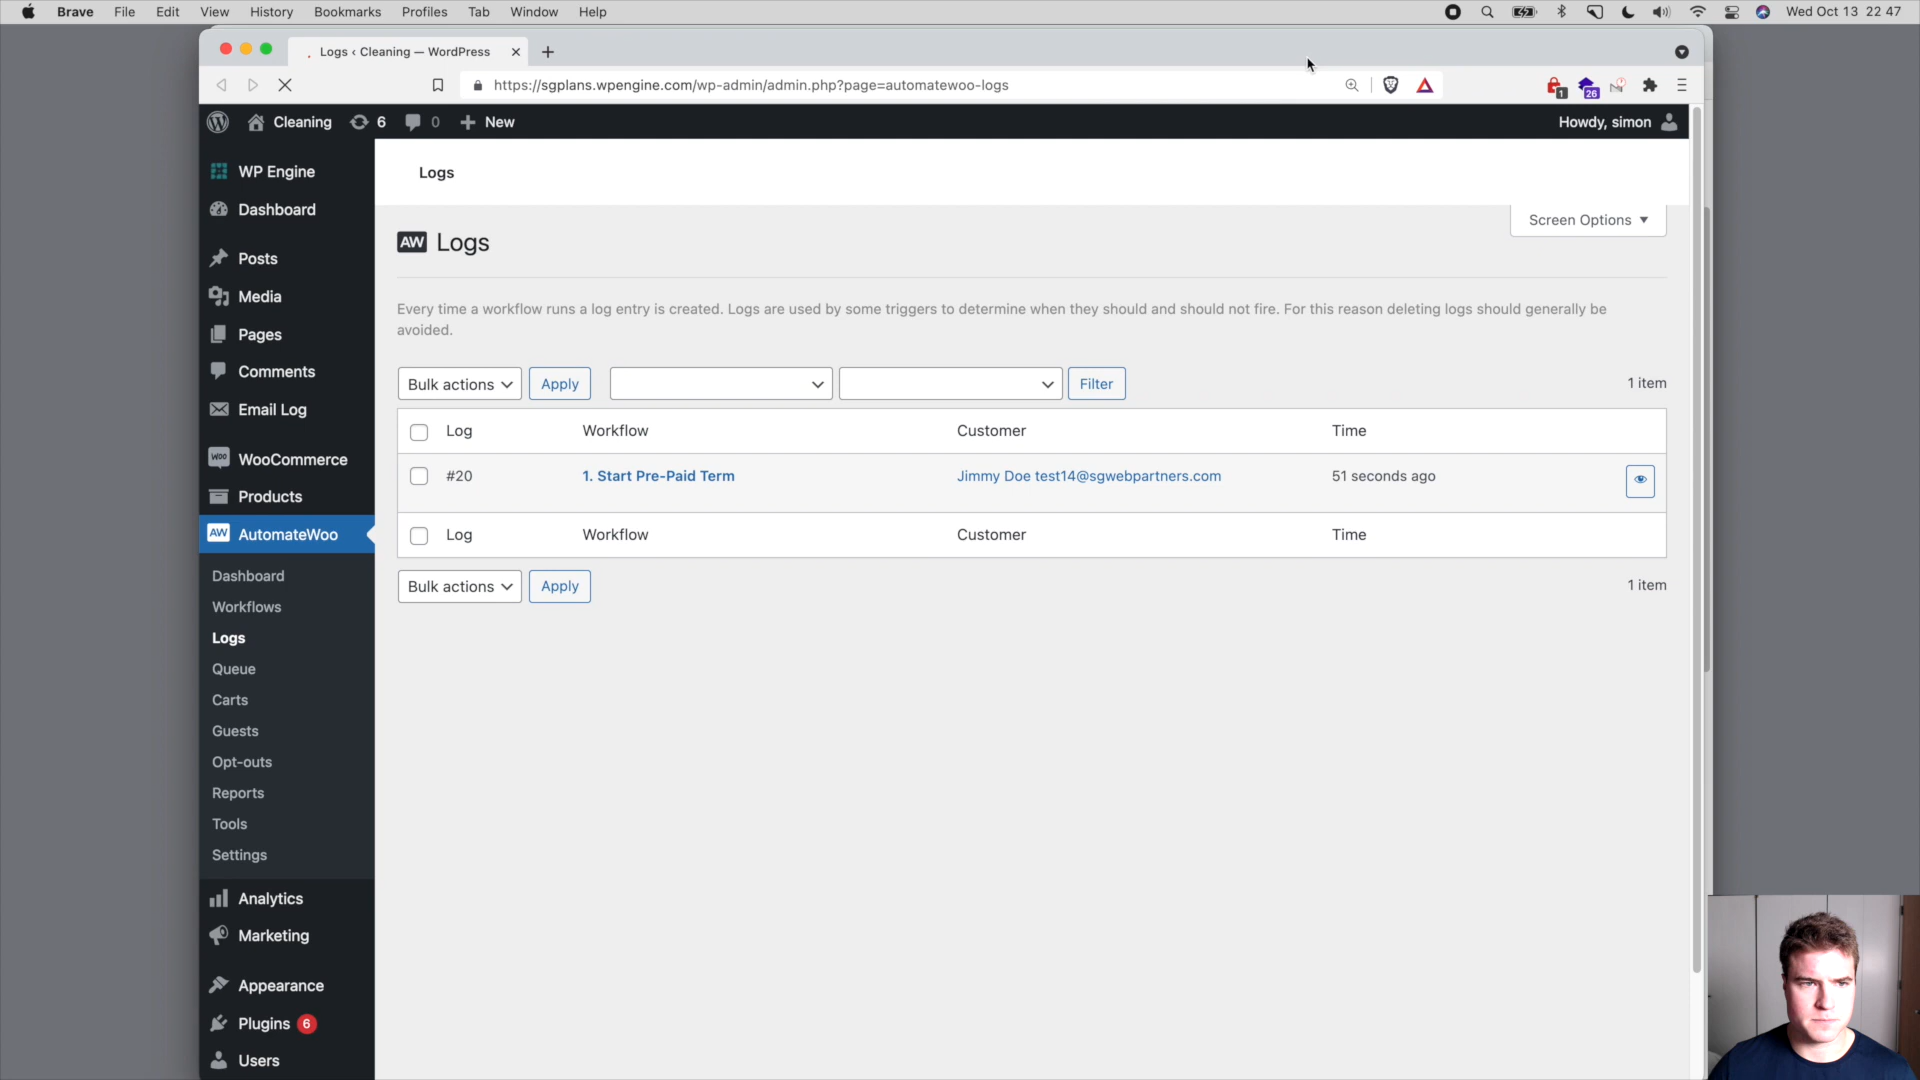 Brave File Edit View History Bookmarks Profiles Tab Window Help Wed Oct 13 22 47
Logs ‹ Cleaning — WordPress
https://sgplans.wpengine.com/wp-admin/admin.php?page=automatewoo-logs 1 26
Cleaning 6 0 New Howdy, simon
WP Engine
Dashboard
Posts
Media
Pages
Comments
Email Log
WOO WooCommerce
Products
AW AutomateWoo
Dashboard
Workflows
Logs
Queue
Carts
Guests
Opt-outs
Reports
Tools
Settings
Analytics
Marketing
Appearance
Plugins 6
Users
Logs
Screen Options
AW Logs
Every time a workflow runs a log entry is created. Logs are used by some triggers to determine when they should and should not fire. For this reason deleting logs should generally be
avoided.
Bulk actions Apply Filter 1 item
Log Workflow Customer Time
#20 1. Start Pre-Paid Term Jimmy Doe test14@sgwebpartners.com 51 seconds ago
Log Workflow Customer Time
Bulk actions Apply 1 item